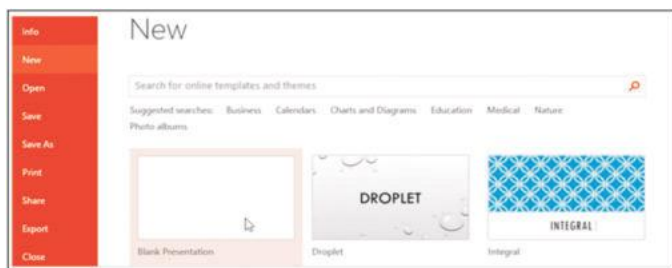 Info
New
Open
Save
Save As
Print
Share
Export
Close
New
Search for online templates and themes
Suggested searches: Business Calendars Charts and Diagrams Education Medical Nature
Photo albums
Blank Presentation
DROPLET
Droplet
INTEGRAL
Integral